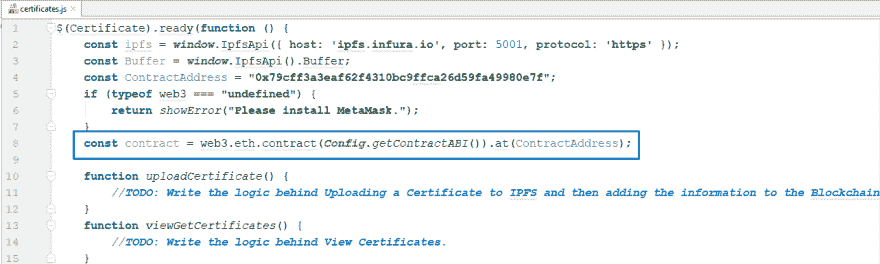 certificates.js ×
1 $(Certificate).ready(function () {
2 const ipfs = window.IpfsApi({ host: 'ipfs.infura.io', port: 5001, protocol: 'https' });
3 const Buffer = window.IpfsApi().Buffer;
4 const ContractAddress = "0x79cff3a3eaf62f4310bc9ffca26d59fa49980e7f";
5 if (typeof web3 === "undefined") {
6 return showError("Please install MetaMask.");
7 }
8 const contract = web3.eth.contract(Config.getContractABI()).at(ContractAddress);
9
10 function uploadCertificate() {
11 //TODO: Write the logic behind Uploading a Certificate to IPFS and then adding the information to the Blockchain
12 }
13 function viewGetCertificates() {
14 //TODO: Write the logic behind View Certificates.
15 }